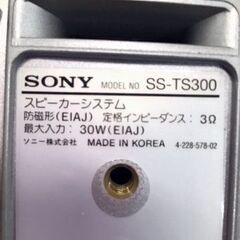 SONY MODEL NO. SS-TS300
スピーカーシステム
防磁形(EIAJ) 定格インピーダンス : 3Ω
最大入力 : 30W(EIAJ)
ソニー株式会社 MADE IN KOREA 4-228-578-02